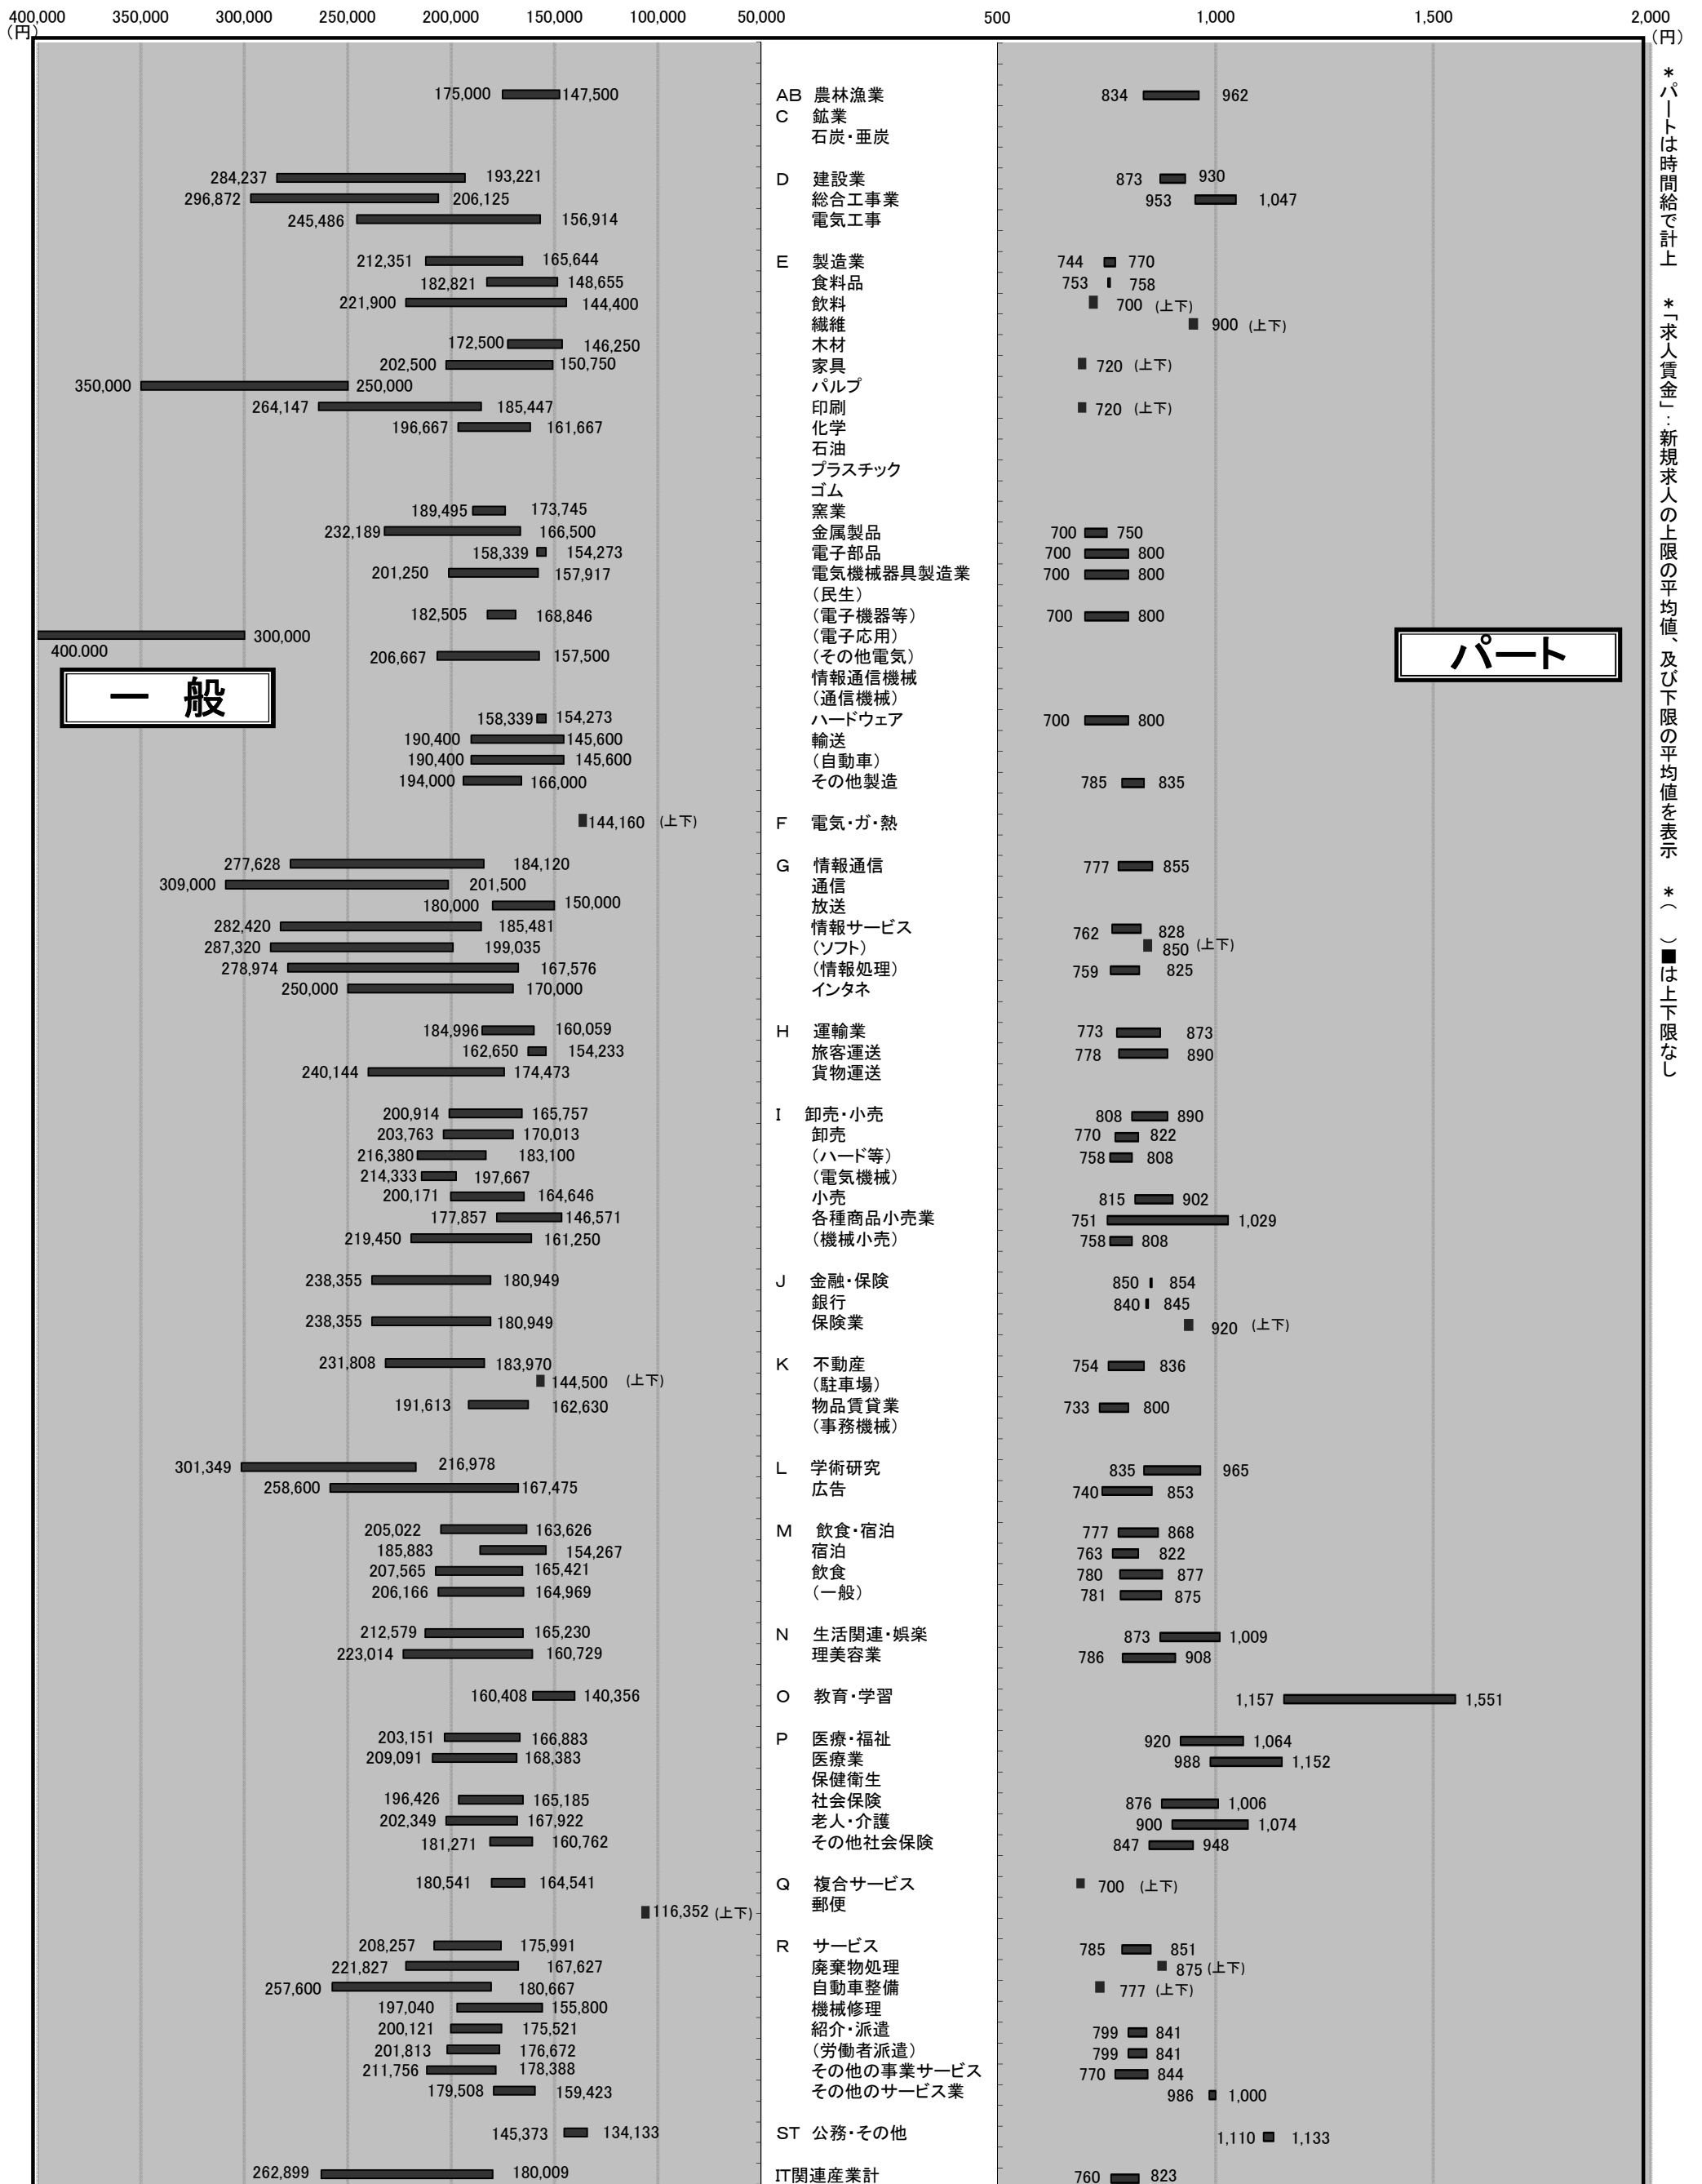 400,000 350,000 300,000 250,000 200,000 150,000 100,000 50,000 500 1,000 1,500 2,000
(円) (円)
175,000 147,500 AB 農林漁業 834 962
C 鉱業
石炭・亜炭
284,237 193,221 D 建設業 873 930
296,872 206,125 総合工事業 953 1,047
245,486 156,914 電気工事
212,351 165,644 E 製造業 744 770
182,821 148,655 食料品 753 758
221,900 144,400 飲料 700 (上下)
繊維 900 (上下)
172,500 146,250 木材
202,500 150,750 家具 720 (上下)
350,000 250,000 パルプ
264,147 185,447 印刷 720 (上下)
196,667 161,667 化学
石油
プラスチック
ゴム
189,495 173,745 窯業
232,189 166,500 金属製品 700 750
158,339 154,273 電子部品 700 800
201,250 157,917 電気機械器具製造業 700 800
(民生)
182,505 168,846 (電子機器等) 700 800
400.000 300,000 (電子応用)
206,667 157,500 (その他電気)
情報通信機械
(通信機械)
158,339 154,273 ハードウェア 700 800
190,400 145,600 輸送
190,400 145,600 (自動車)
194,000 166,000 その他製造 785 835
144,160 (上下) F 電気・ガ・熱
277,628 184,120 G 情報通信 777 855
309,000 201,500 通信
180,000 150,000 放送
282,420 185,481 情報サービス 762 828
287,320 199,035 (ソフト) 850 (上下)
278,974 167,576 (情報処理) 759 825
250,000 170,000 インタネ
184,996 160,059 H 運輸業 773 873
162,650 154,233 旅客運送 778 890
240,144 174,473 貨物運送
200,914 165,757 I 卸売・小売 808 890
203,763 170,013 卸売 770 822
216,380 183,100 (ハード等) 758 808
214,333 197,667 (電気機械)
200,171 164,646 小売 815 902
177,857 146,571 各種商品小売業 751 1,029
219,450 161,250 (機械小売) 758 808
238,355 180,949 J 金融・保険 850 854
銀行 840 845
238,355 180,949 保険業 920 (上下)
231,808 183,970 K 不動産 754 836
144,500 (上下) (駐車場)
191,613 162,630 物品賃貸業 733 800
(事務機械)
301,349 216,978 L 学術研究 835 965
258,600 167,475 広告 740 853
205,022 163,626 M 飲食・宿泊 777 868
185,883 154,267 宿泊 763 822
207,565 165,421 飲食 780 877
206,166 164,969 (一般) 781 875
212,579 165,230 N 生活関連・娯楽 873 1,009
223,014 160,729 理美容業 786 908
160,408 140,356 O 教育・学習 1,157 1,551
203,151 166,883 P 医療・福祉 920 1,064
209,091 168,383 医療業 988 1,152
保健衛生
196,426 165,185 社会保険 876 1,006
202,349 167,922 老人・介護 900 1,074
181,271 160,762 その他社会保険 847 948
180,541 164,541 Q 複合サービス 700 (上下)
116,352 (上下) 郵便
208,257 175,991 R サービス 785 851
221,827 167,627 廃棄物処理 875 (上下)
257,600 180,667 自動車整備 777 (上下)
197,040 155,800 機械修理
200,121 175,521 紹介・派遣 799 841
201,813 176,672 (労働者派遣) 799 841
211,756 178,388 その他の事業サービス 770 844
179,508 159,423 その他のサービス業 986 1,000
145,373 134,133 ST 公務・その他 1,110 1,133
262,899 180,009 IT関連産業計 760 823
一 般
パート
＊パートは時間給で計上 ＊「求人賃金」:新規求人の上限の平均値、及び下限の平均値を表示 ＊( )■は上下限なし